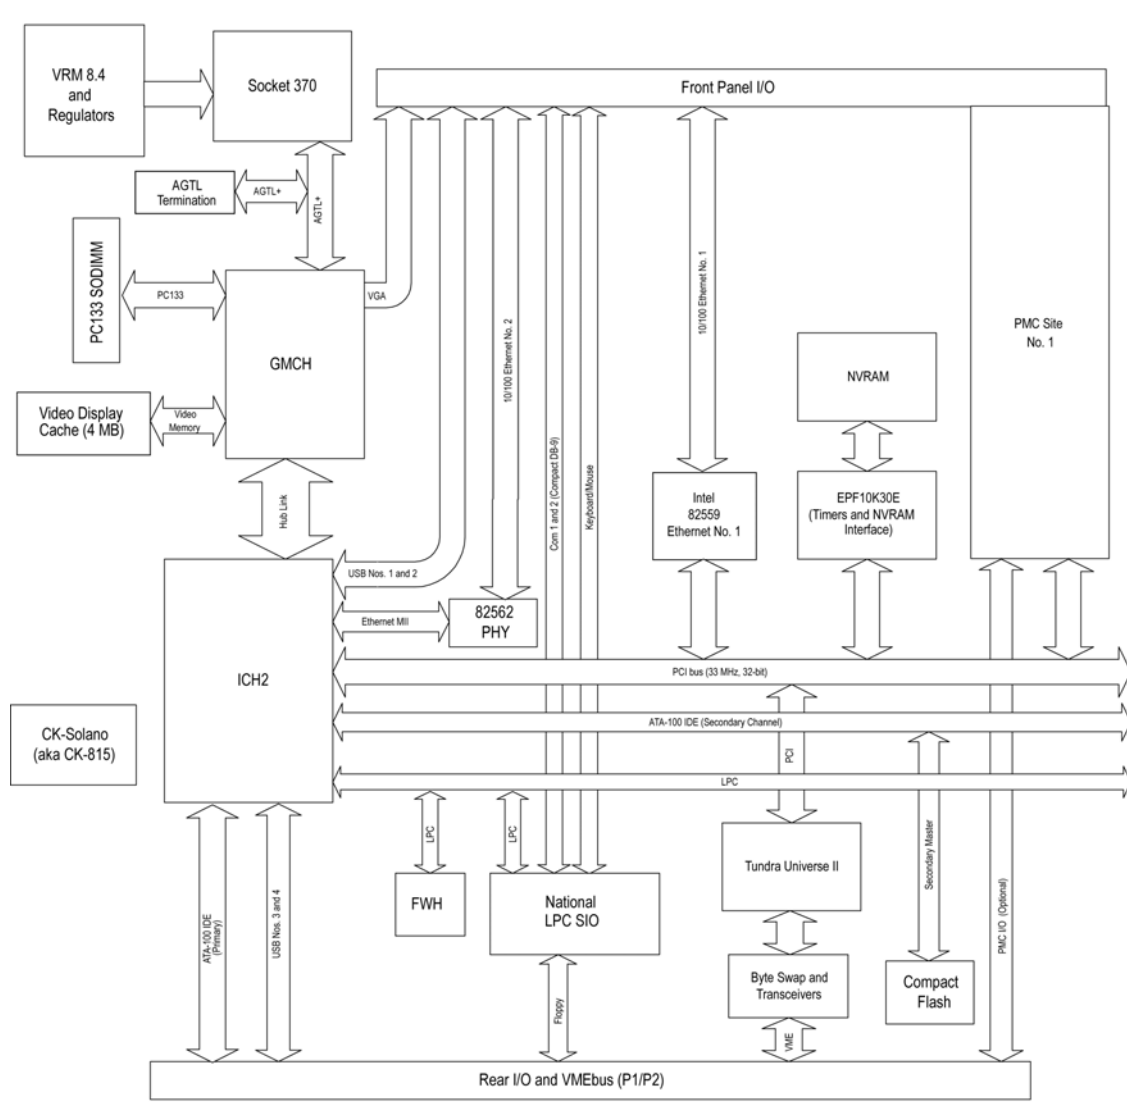 VRM 8.4
and
Regulators
Socket 370
Front Panel I/O
AGTL
Termination
AGTL+
AGTL+
PC133 SODIMM
PC133
VGA
GMCH
10/100 Ethernet No. 2
10/100 Ethernet No. 1
PMC Site
No. 1
NVRAM
Video Display
Cache (4 MB)
Video
Memory
Com 1 and 2 (Compact DB-9)
Keyboard/Mouse
Hub Link
Intel
82559
Ethernet No. 1
EPF10K30E
(Timers and NVRAM
Interface)
USB Nos. 1 and 2
Ethernet MII
82562
PHY
ICH2
PCI bus (33 MHz, 32-bit)
CK-Solano
(aka CK-815)
ATA-100 IDE (Secondary Channel)
PCI
LPC
LPC
LPC
FWH
National
LPC SIO
Tundra Universe II
Secondary Master
ATA-100 IDE
(Primary)
USB Nos. 3 and 4
PMC I/O (Optional)
Floppy
Byte Swap and
Transceivers
Compact
Flash
VME
Rear I/O and VMEbus (P1/P2)